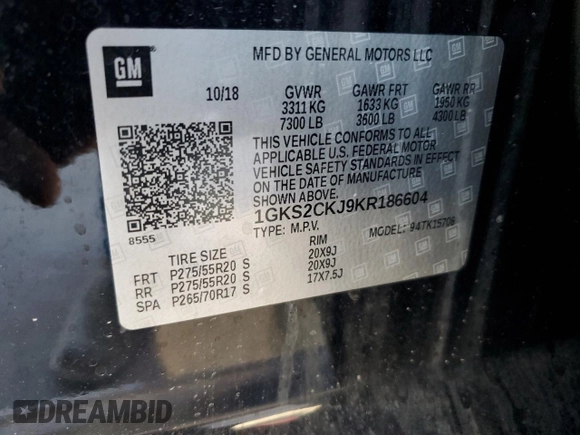 GM
MFD BY GENERAL MOTORS LLC
10/18 GVWR GAWR FRT GAWR RR
3311 KG 1633 KG 1950 KG
7300 LB 3600 LB 4300 LB
THIS VEHICLE CONFORMS TO ALL
APPLICABLE U.S. FEDERAL MOTOR
VEHICLE SAFETY STANDARDS IN EFFECT
ON THE DATE OF MANUFACTURE
SHOWN ABOVE.
1GKS2CKJ9KR186604
TYPE: M.P.V. MODEL: 94TK15706
8555
TIRE SIZE RIM
FRT P275/55R20 S 20X9J
RR P275/55R20 S 20X9J
SPA P265/70R17 S 17X7.5J
DREAMBID